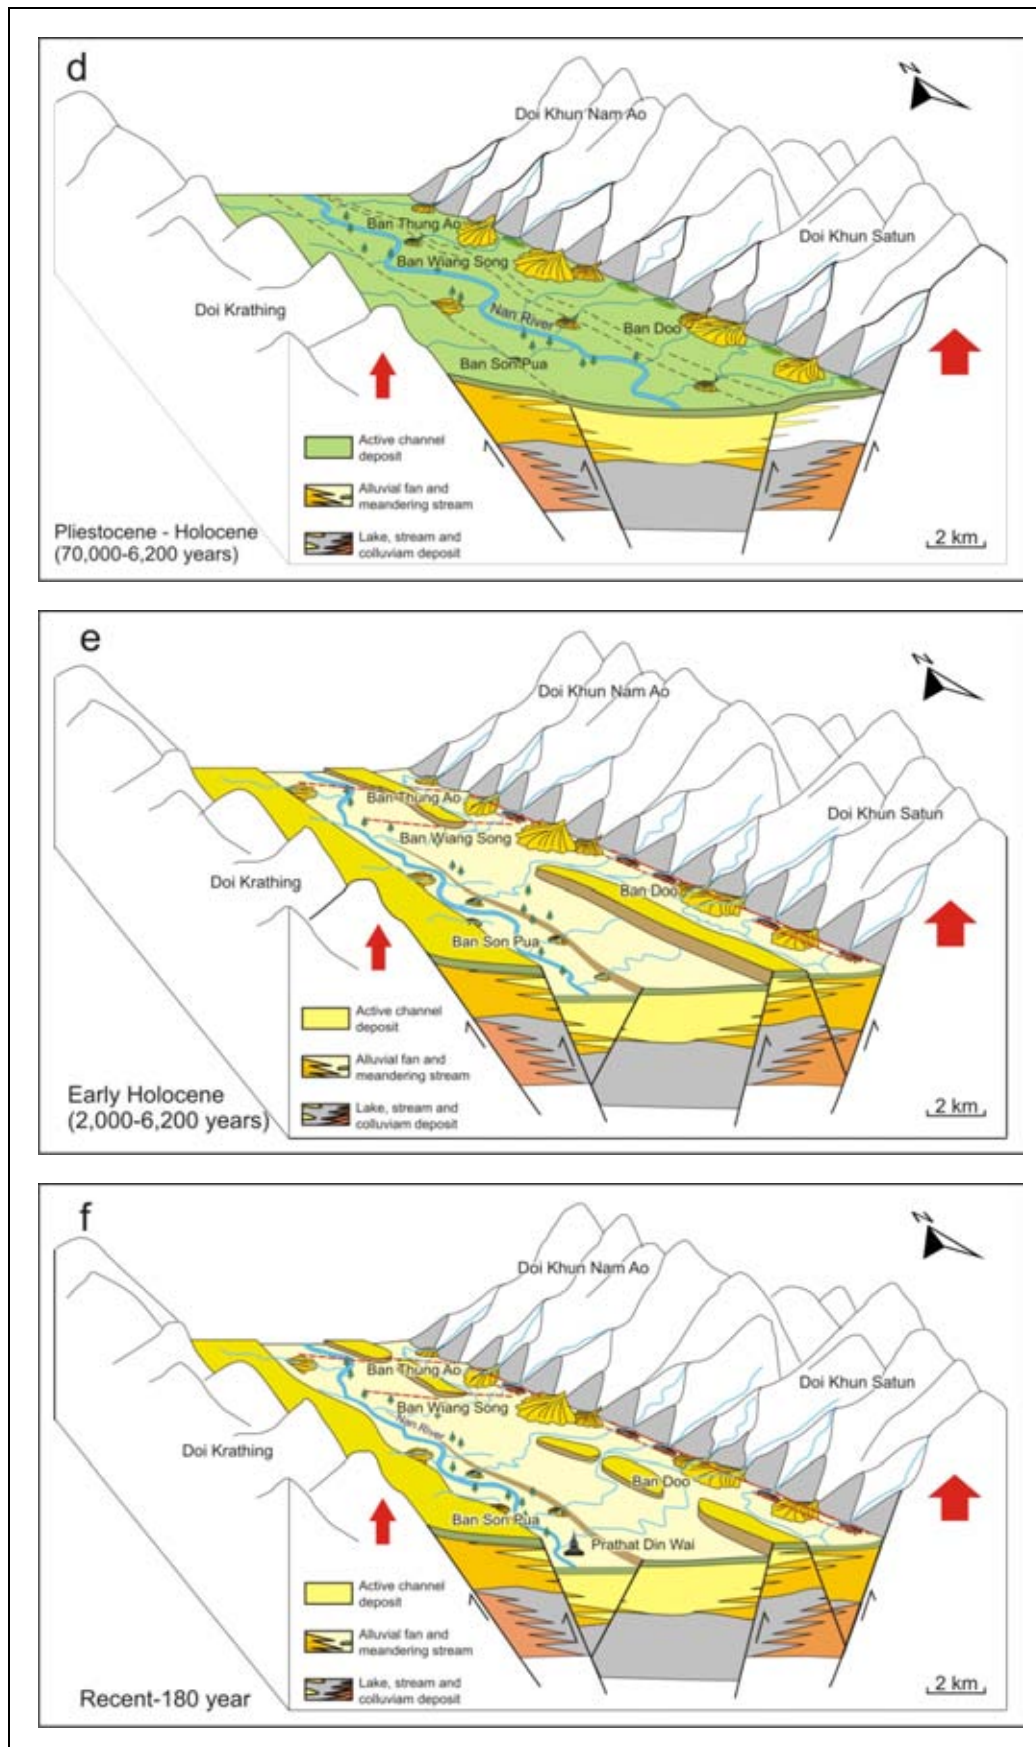 d
N
Doi Khun Nam Ao
Doi Khun Satun
Ban Thung Ao
Ban Wiang Song
Doi Krathing
Nan River
Ban Doo
Ban Son Pua
Active channel
deposit
Alluvial fan and
meandering stream
Lake, stream and
colluviam deposit
Pliestocene - Holocene
(70,000-6,200 years)
2 km
e
N
Doi Khun Nam Ao
Doi Khun Satun
Ban Thung Ao
Ban Wiang Song
Doi Krathing
Ban Doo
Ban Son Pua
Active channel
deposit
Alluvial fan and
meandering stream
Lake, stream and
colluviam deposit
Early Holocene
(2,000-6,200 years)
2 km
f
N
Doi Khun Nam Ao
Doi Khun Satun
Ban Thung Ao
Ban Wiang Song
Nan River
Doi Krathing
Ban Doo
Ban Son Pua
Prathat Din Wai
Active channel
deposit
Alluvial fan and
meandering stream
Lake, stream and
colluviam deposit
Recent-180 year
2 km